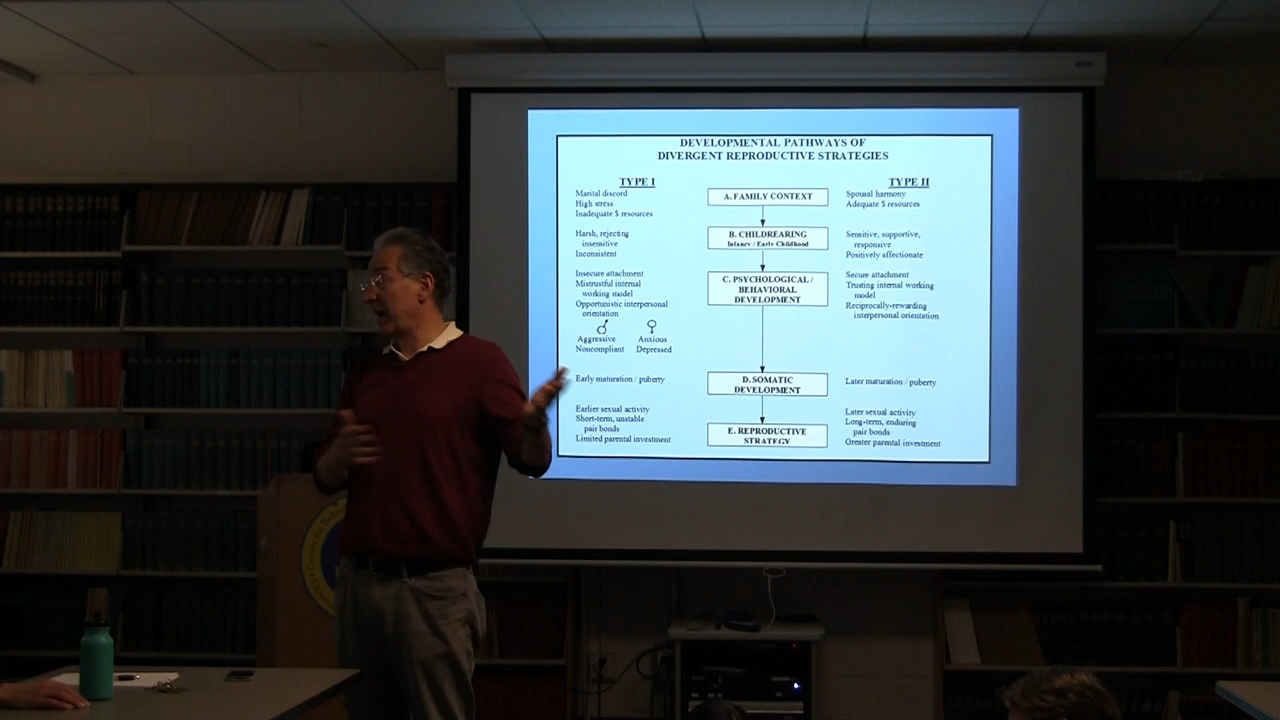 DEVELOPMENTAL PATHWAYS OF
DIVERGENT REPRODUCTIVE STRATEGIES
TYPE I
Marital discord
High stress
Inadequate $ resources
Harsh, rejecting
insensitive
Inconsistent
Insecure attachment
Mistrustful internal
working model
Opportunistic interpersonal
orientation
♂ ♀
Aggressive Anxious
Noncompliant Depressed
Early maturation / puberty
Earlier sexual activity
Short-term, unstable
pair bonds
Limited parental investment
A. FAMILY CONTEXT
B. CHILDREARING
Infancy / Early Childhood
C. PSYCHOLOGICAL /
BEHAVIORAL
DEVELOPMENT
D. SOMATIC
DEVELOPMENT
E. REPRODUCTIVE
STRATEGY
TYPE II
Spousal harmony
Adequate $ resources
Sensitive, supportive,
responsive
Positively affectionate
Secure attachment
Trusting internal working
model
Reciprocally-rewarding
interpersonal orientation
Later maturation / puberty
Later sexual activity
Long-term, enduring
pair bonds
Greater parental investment